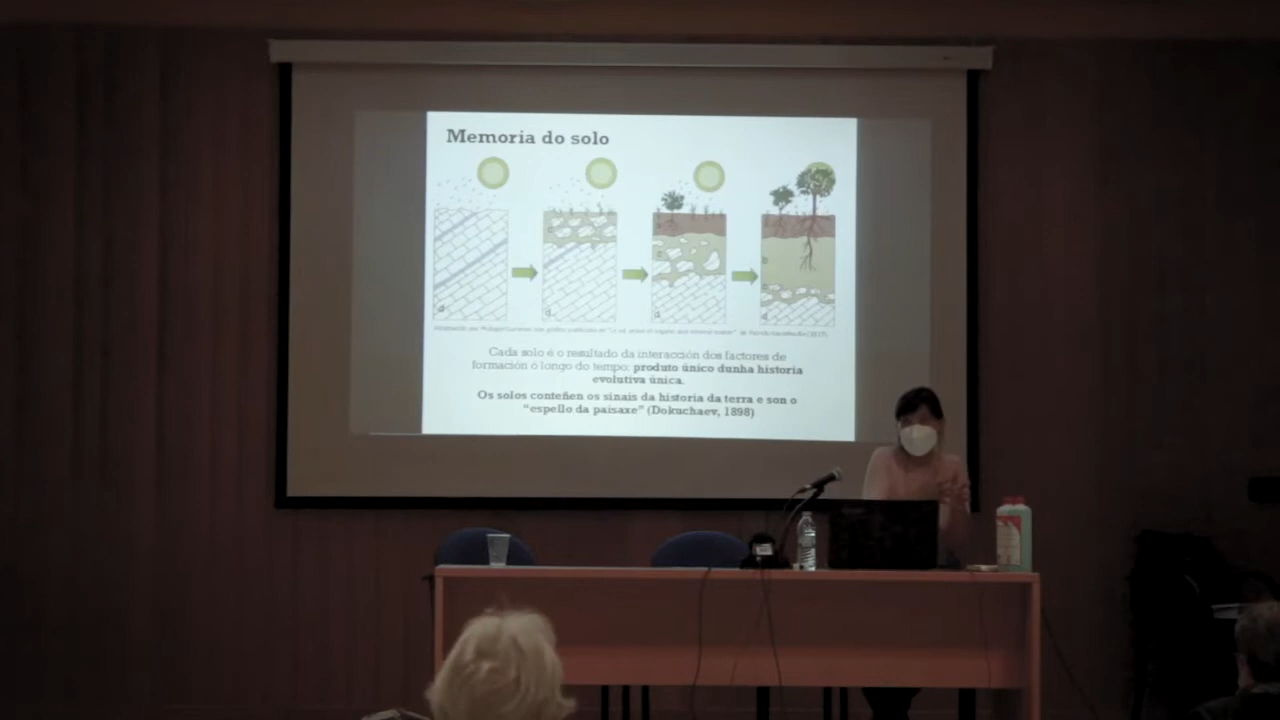 Memoria do solo
Cada solo é o resultado da interacción dos factores de
formación ó longo do tempo: produto único dunha historia
evolutiva única.
Os solos conteñen os sinais da historia da terra e son o
“espello da paisaxe” (Dokuchaev, 1898)